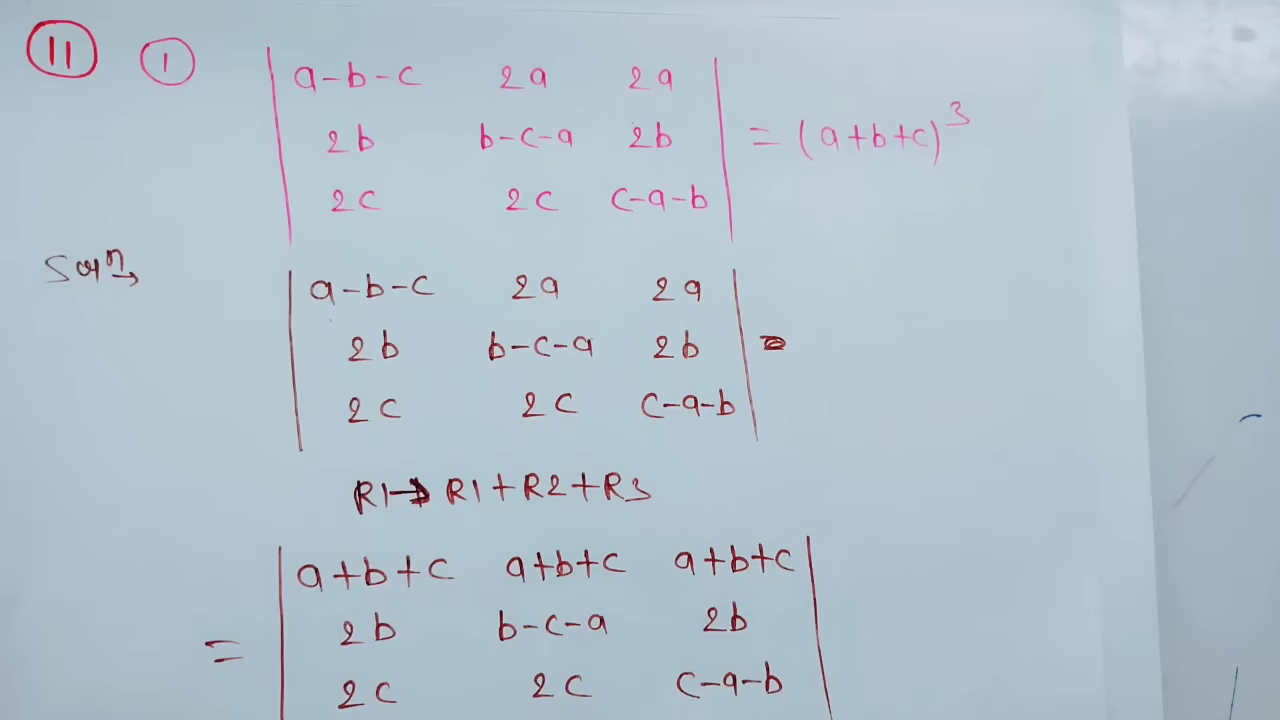 11 1 | a-b-c 2a 2a |
| 2b b-c-a 2b | = (a+b+c)³
| 2c 2c c-a-b |
Solⁿ,
| a-b-c 2a 2a |
| 2b b-c-a 2b | =
| 2c 2c c-a-b |
R1→R1+R2+R3
| a+b+c a+b+c a+b+c |
= | 2b b-c-a 2b |
| 2c 2c c-a-b |